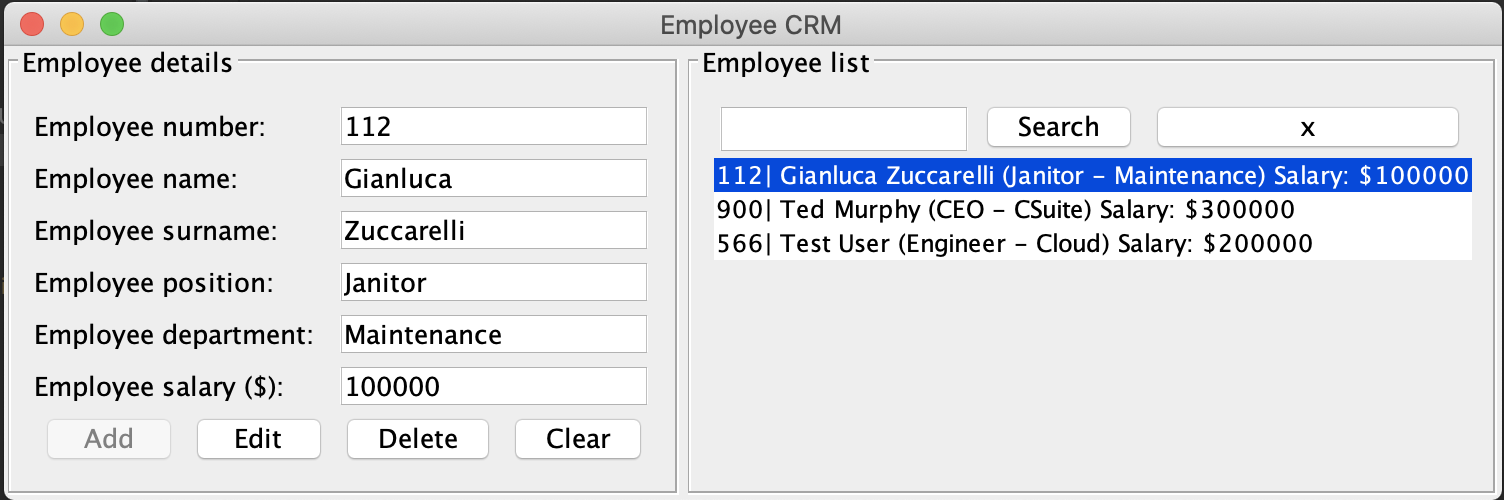 Employee CRM
Employee details
Employee number: 112
Employee name: Gianluca
Employee surname: Zuccarelli
Employee position: Janitor
Employee department: Maintenance
Employee salary ($): 100000
Add Edit Delete Clear
Employee list
Search x
112| Gianluca Zuccarelli (Janitor - Maintenance) Salary: $100000
900| Ted Murphy (CEO - CSuite) Salary: $300000
566| Test User (Engineer - Cloud) Salary: $200000